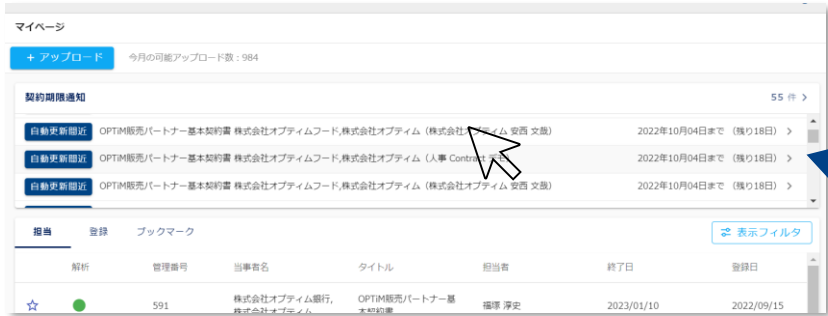 マイページ
+ アップロード 今月の可能アップロード数:984
契約期限通知 55 件 >
自動更新間近 OPTiM販売パートナー基本契約書 株式会社オプティムフード,株式会社オプティム(株式会社オプティム 安西 文哉) 2022年10月04日まで (残り18日) >
自動更新間近 OPTiM販売パートナー基本契約書 株式会社オプティムフード,株式会社オプティム(人事 Contract デモ) 2022年10月04日まで (残り18日) >
自動更新間近 OPTiM販売パートナー基本契約書 株式会社オプティムフード,株式会社オプティム(株式会社オプティム 安西 文哉) 2022年10月04日まで (残り18日) >
担当 登録 ブックマーク 表示フィルタ
解析 管理番号 当事者名 タイトル 担当者 終了日 登録日
591 株式会社オプティム銀行, OPTiM販売パートナー基 福塚 淳史 2023/01/10 2022/09/15
株式会社オプティム 本契約書